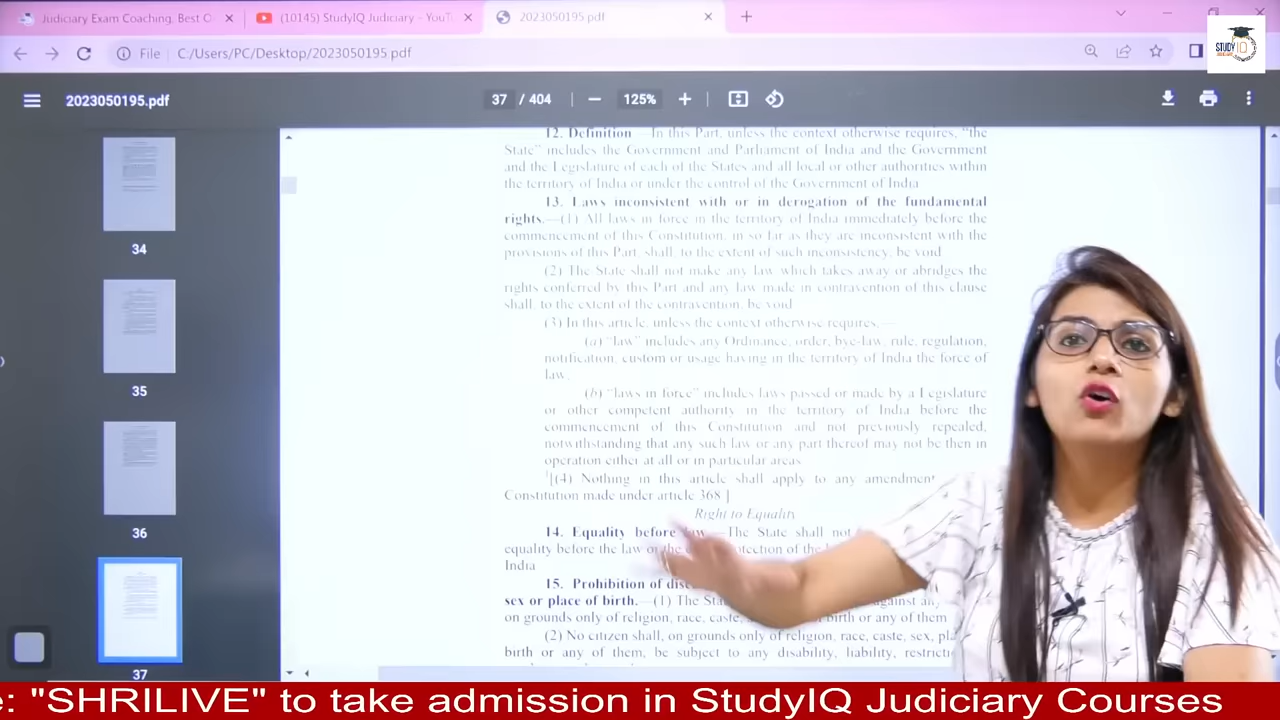 Judiciary Exam Coaching, Best O
(10145) StudyIQ Judiciary - YouT
2023050195.pdf
File
C:/Users/PC/Desktop/2023050195.pdf
STUDY IQ
2023050195.pdf
37 / 404
125%
12. Definition —In this Part, unless the context otherwise requires, "the
State" includes the Government and Parliament of India and the Government
and the Legislature of each of the States and all local or other authorities within
the territory of India or under the control of the Government of India
13. Laws inconsistent with or in derogation of the fundamental
rights.—(1) All laws in force in the territory of India immediately before the
commencement of this Constitution, in so far as they are inconsistent with the
provisions of this Part, shall, to the extent of such inconsistency, be void
(2) The State shall not make any law which takes away or abridges the
rights conferred by this Part and any law made in contravention of this clause
shall, to the extent of the contravention, be void
(3) In this article, unless the context otherwise requires,—
(a) "law" includes any Ordinance, order, bye-law, rule, regulation,
notification, custom or usage having in the territory of India the force of
law,
(b) "laws in force" includes laws passed or made by a Legislature
or other competent authority in the territory of India before the
commencement of this Constitution and not previously repealed,
notwithstanding that any such law or any part thereof may not be then in
operation either at all or in particular areas
1[(4) Nothing in this article shall apply to any amendment
Constitution made under article 368 ]
Right to Equality
14. Equality before law.—The State shall not
equality before the law or the protection of the
India
15. Prohibition of
sex or place of birth.—(1) The against
on grounds only of religion, race, caste, birth or any of them
(2) No citizen shall, on grounds only of religion, race, caste, sex,
birth or any of them, be subject to any disability, liability,
34
35
36
37
e: "SHRILIVE" to take admission in StudyIQ Judiciary Courses